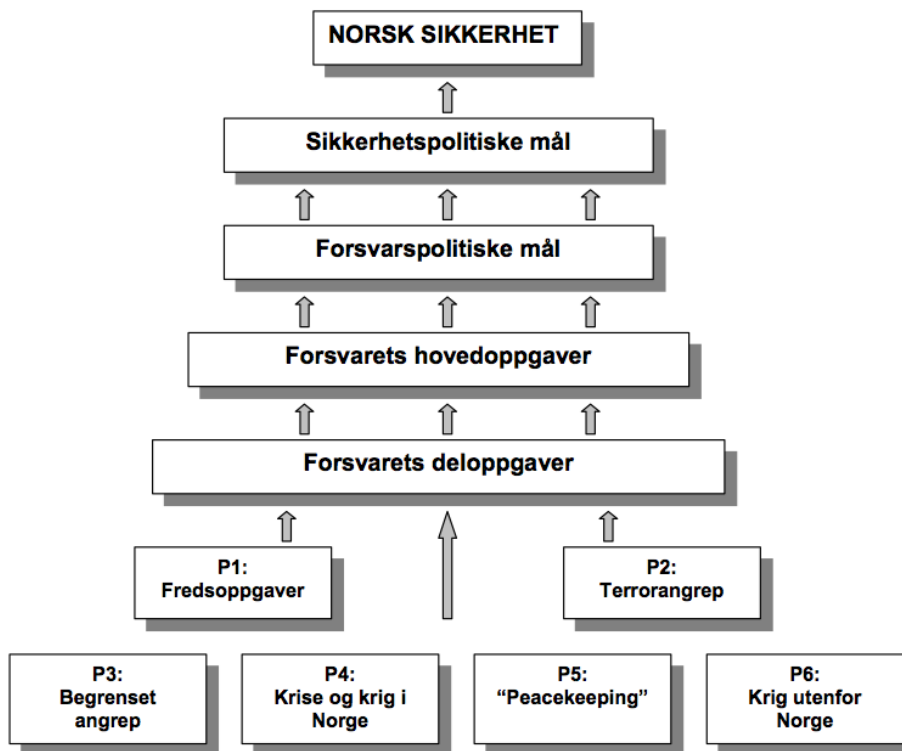 NORSK SIKKERHET
Sikkerhetspolitiske mål
Forsvarspolitiske mål
Forsvarets hovedoppgaver
Forsvarets deloppgaver
P1:
Fredsoppgaver
P2:
Terrorangrep
P3:
Begrenset
angrep
P4:
Krise og krig i
Norge
P5:
“Peacekeeping”
P6:
Krig utenfor
Norge